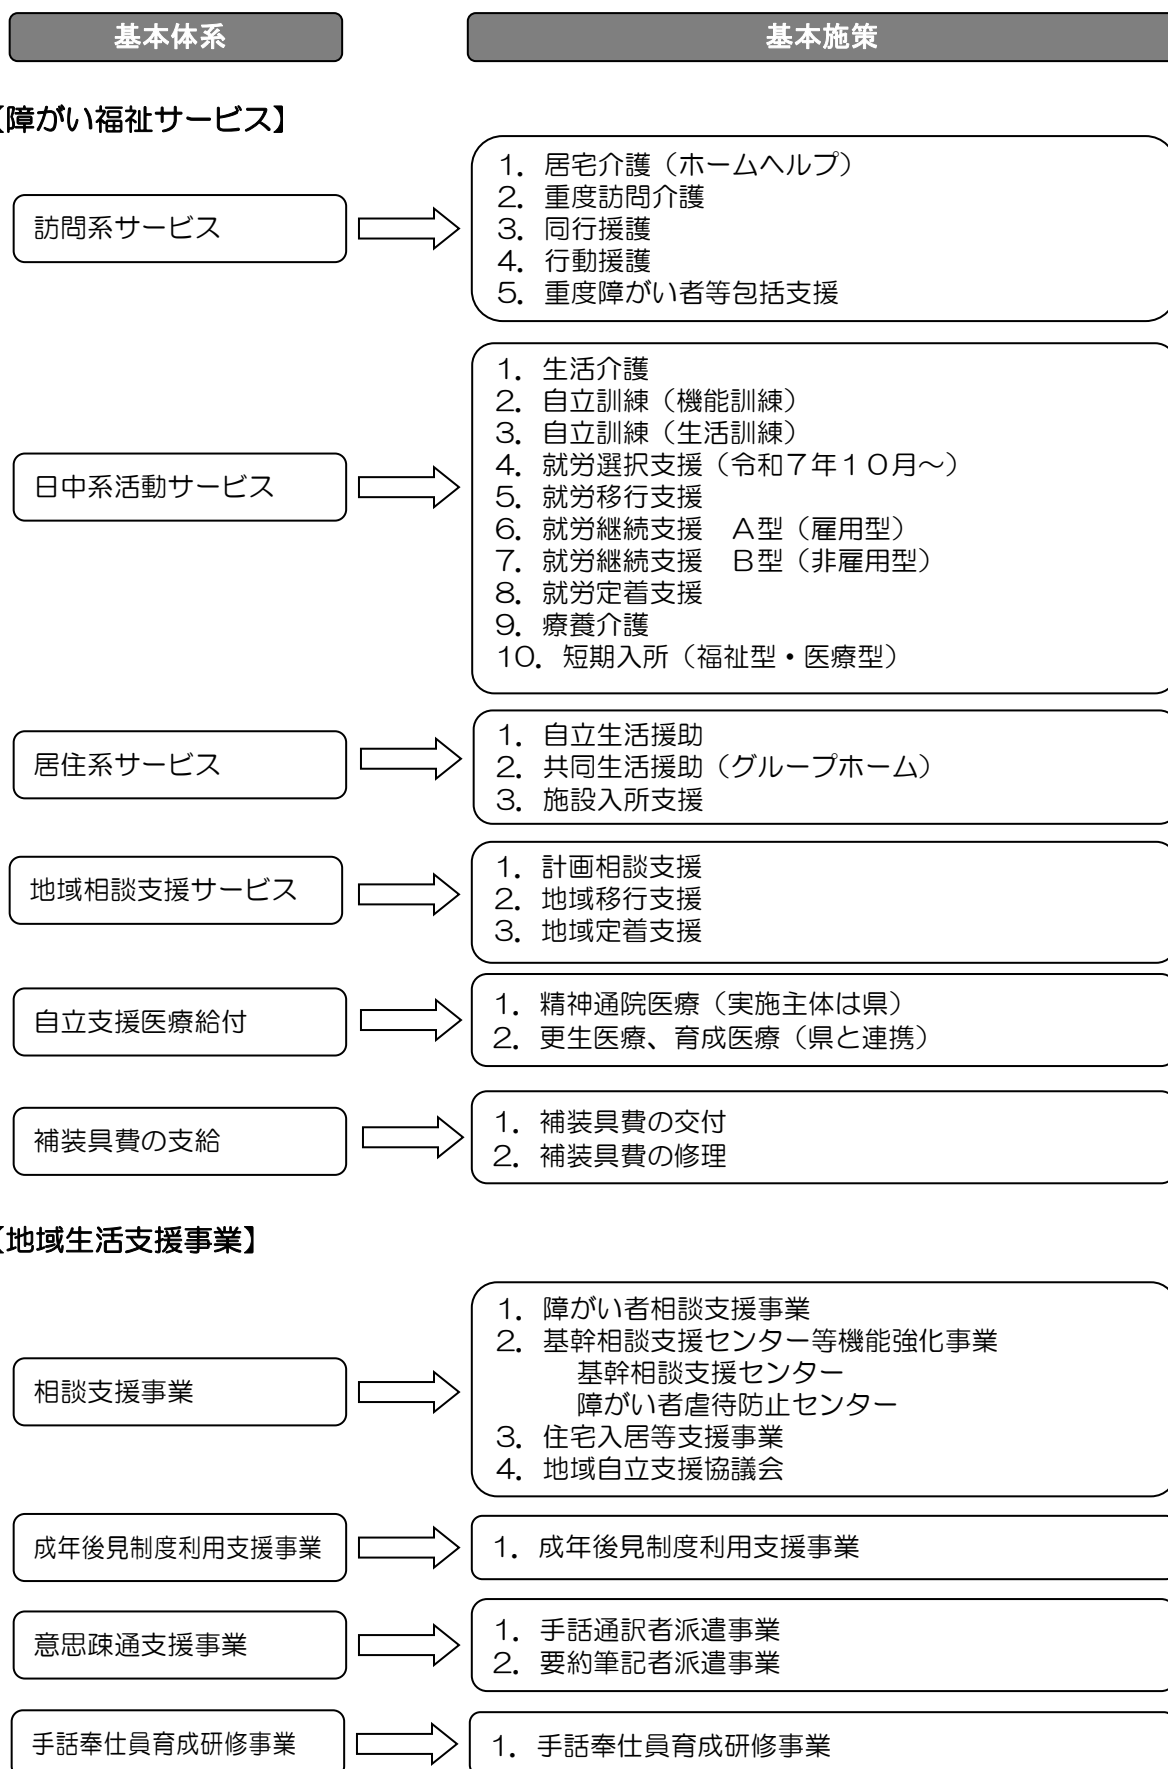 基本体系
基本施策
【障がい福祉サービス】
訪問系サービス
1．居宅介護（ホームヘルプ）
2．重度訪問介護
3．同行援護
4．行動援護
5．重度障がい者等包括支援
日中系活動サービス
1．生活介護
2．自立訓練（機能訓練）
3．自立訓練（生活訓練）
4．就労選択支援（令和７年１０月～）
5．就労移行支援
6．就労継続支援　Ａ型（雇用型）
7．就労継続支援　Ｂ型（非雇用型）
8．就労定着支援
9．療養介護
10．短期入所（福祉型・医療型）
居住系サービス
1．自立生活援助
2．共同生活援助（グループホーム）
3．施設入所支援
地域相談支援サービス
1．計画相談支援
2．地域移行支援
3．地域定着支援
自立支援医療給付
1．精神通院医療（実施主体は県）
2．更生医療、育成医療（県と連携）
補装具費の支給
1．補装具費の交付
2．補装具費の修理
【地域生活支援事業】
相談支援事業
1．障がい者相談支援事業
2．基幹相談支援センター等機能強化事業
基幹相談支援センター
障がい者虐待防止センター
3．住宅入居等支援事業
4．地域自立支援協議会
成年後見制度利用支援事業
1．成年後見制度利用支援事業
意思疎通支援事業
1．手話通訳者派遣事業
2．要約筆記者派遣事業
手話奉仕員育成研修事業
1．手話奉仕員育成研修事業